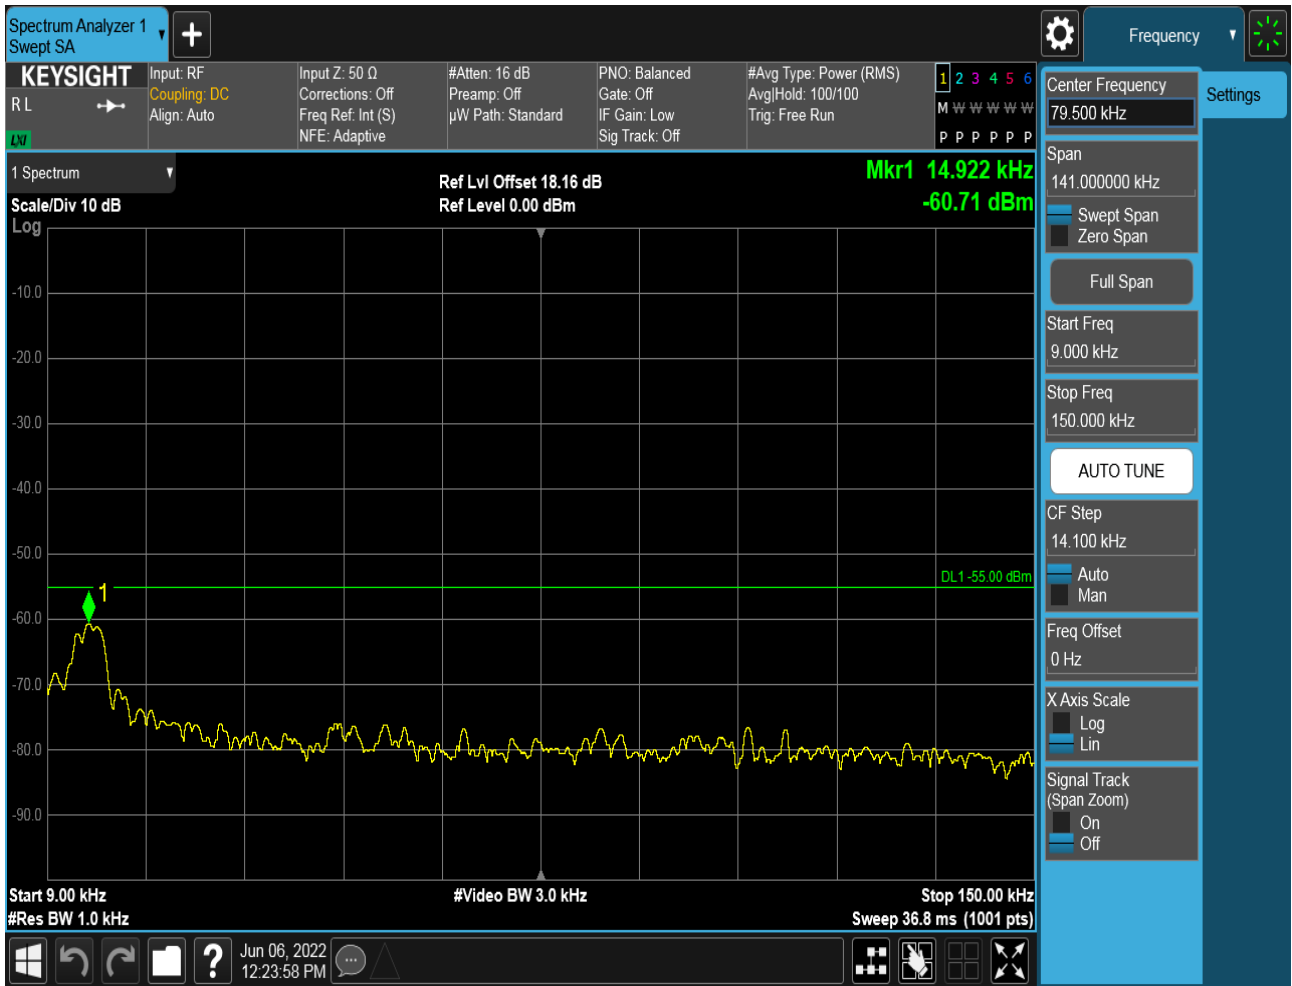 Spectrum Analyzer 1
Swept SA
Frequency
KEYSIGHT
R L
LXI
Input: RF
Coupling: DC
Align: Auto
Input Z: 50 Ω
Corrections: Off
Freq Ref: Int (S)
NFE: Adaptive
#Atten: 16 dB
Preamp: Off
µW Path: Standard
PNO: Balanced
Gate: Off
IF Gain: Low
Sig Track: Off
#Avg Type: Power (RMS)
Avg|Hold: 100/100
Trig: Free Run
1 2 3 4 5 6
M W W W W W
P P P P P P
1 Spectrum
Scale/Div 10 dB
Log
Ref Lvl Offset 18.16 dB
Ref Level 0.00 dBm
Mkr1 14.922 kHz
-60.71 dBm
-10.0
-20.0
-30.0
-40.0
-50.0
DL1 -55.00 dBm
1
-60.0
-70.0
-80.0
-90.0
Start 9.00 kHz
#Res BW 1.0 kHz
#Video BW 3.0 kHz
Stop 150.00 kHz
Sweep 36.8 ms (1001 pts)
?
Jun 06, 2022
12:23:58 PM
Center Frequency
79.500 kHz
Settings
Span
141.000000 kHz
Swept Span
Zero Span
Full Span
Start Freq
9.000 kHz
Stop Freq
150.000 kHz
AUTO TUNE
CF Step
14.100 kHz
Auto
Man
Freq Offset
0 Hz
X Axis Scale
Log
Lin
Signal Track
(Span Zoom)
On
Off